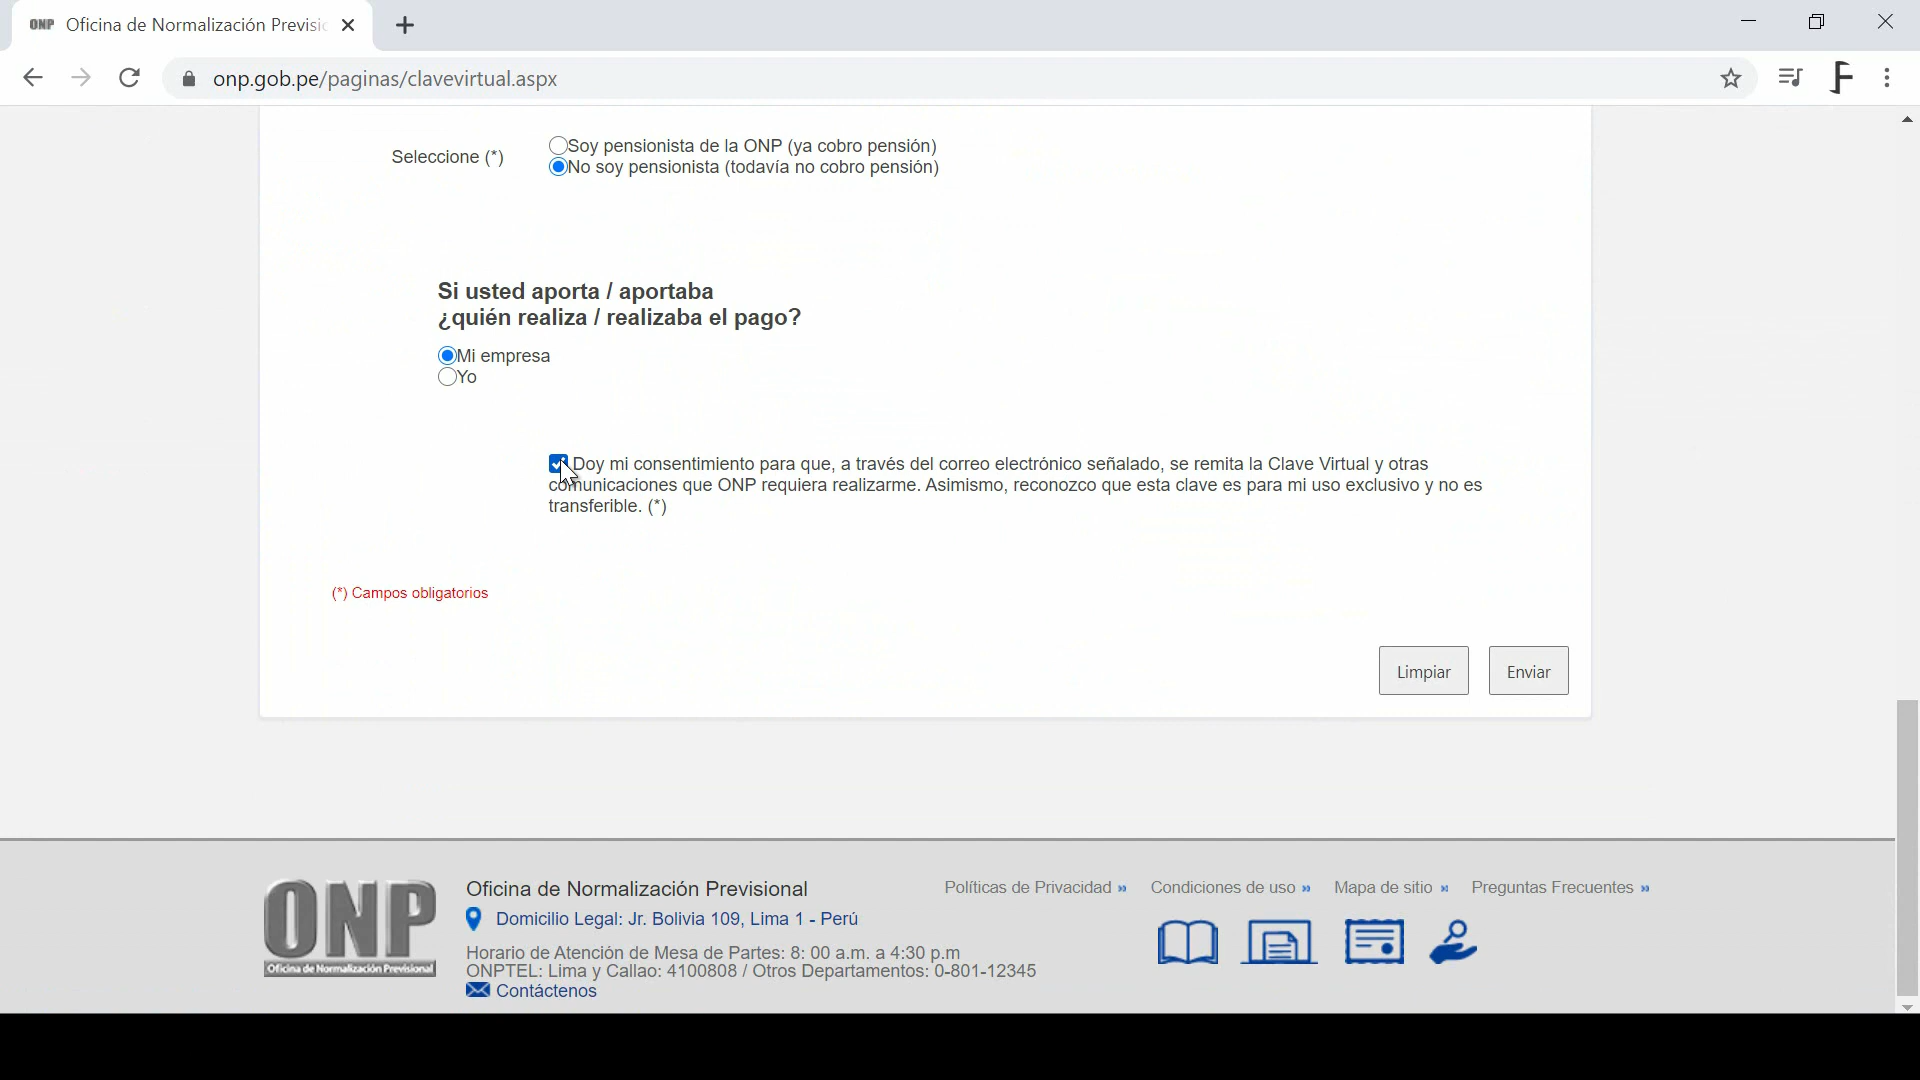 ONP Oficina de Normalización Previsi
onp.gob.pe/paginas/clavevirtual.aspx
Seleccione (*)
Soy pensionista de la ONP (ya cobro pensión)
No soy pensionista (todavía no cobro pensión)
Si usted aporta / aportaba
¿quién realiza / realizaba el pago?
Mi empresa
Yo
Doy mi consentimiento para que, a través del correo electrónico señalado, se remita la Clave Virtual y otras
comunicaciones que ONP requiera realizarme. Asimismo, reconozco que esta clave es para mi uso exclusivo y no es
transferible. (*)
(*) Campos obligatorios
Limpiar
Enviar
ONP
Oficina de Normalización Previsional
Oficina de Normalización Previsional
Domicilio Legal: Jr. Bolivia 109, Lima 1 - Perú
Horario de Atención de Mesa de Partes: 8: 00 a.m. a 4:30 p.m
ONPTEL: Lima y Callao: 4100808 / Otros Departamentos: 0-801-12345
Contáctenos
Políticas de Privacidad » Condiciones de uso » Mapa de sitio » Preguntas Frecuentes »